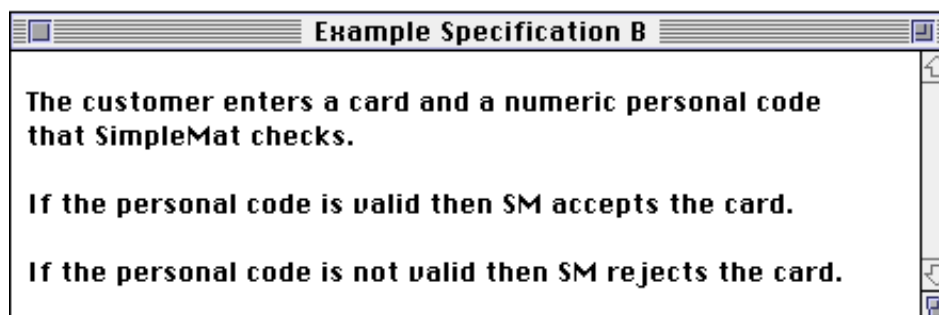 Example Specification B
The customer enters a card and a numeric personal code
that SimpleMat checks.
If the personal code is valid then SM accepts the card.
If the personal code is not valid then SM rejects the card.